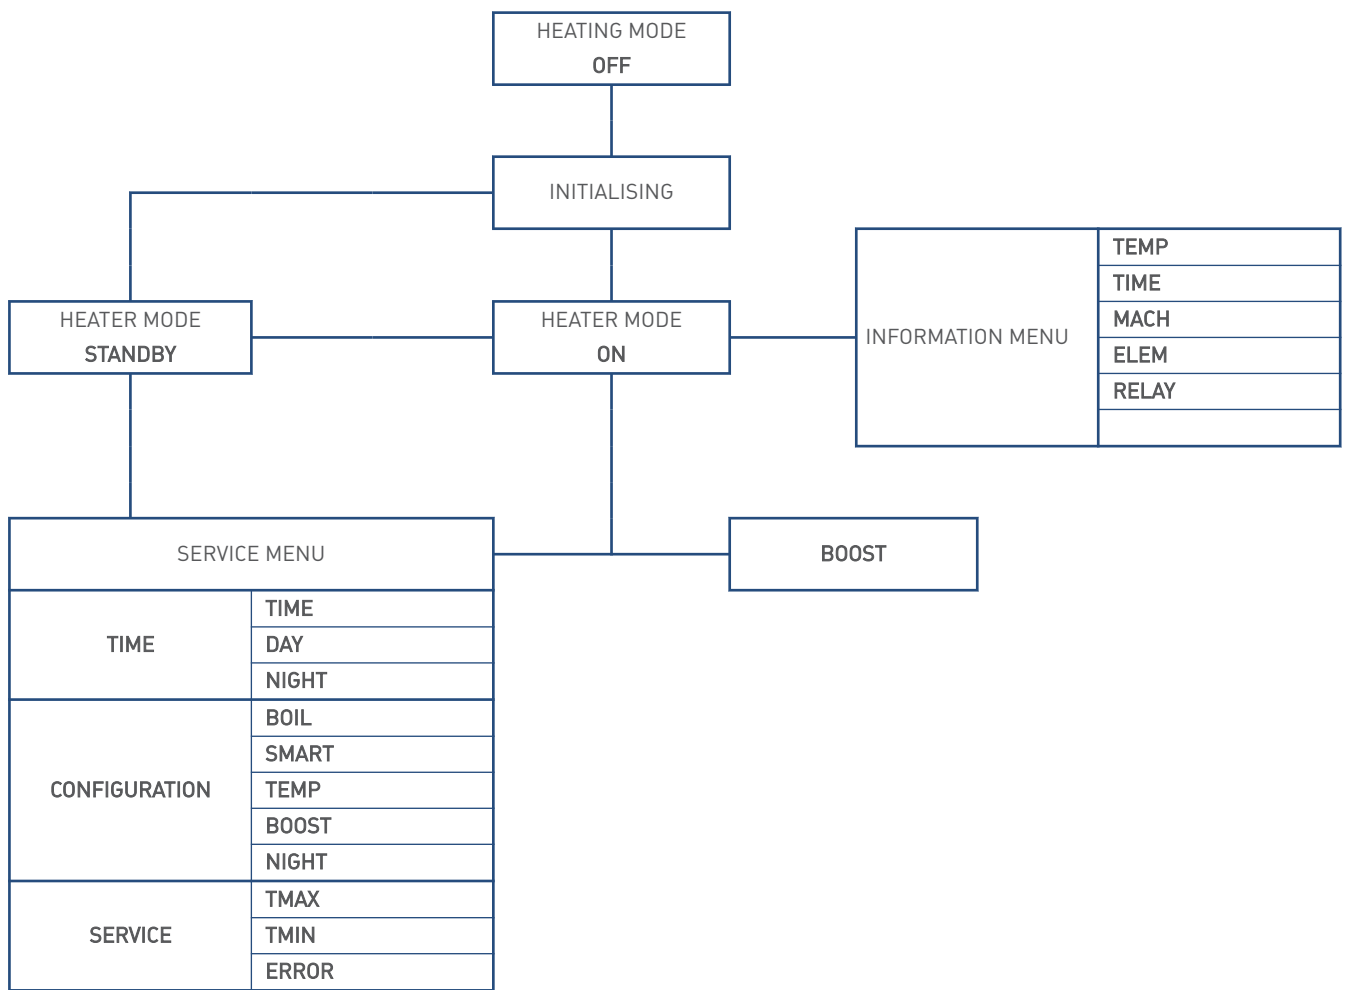 HEATING MODE
OFF
INITIALISING
HEATER MODE
STANDBY
HEATER MODE
ON
INFORMATION MENU
TEMP
TIME
MACH
ELEM
RELAY
SERVICE MENU
BOOST
TIME
TIME
DAY
NIGHT
CONFIGURATION
BOIL
SMART
TEMP
BOOST
NIGHT
SERVICE
TMAX
TMIN
ERROR